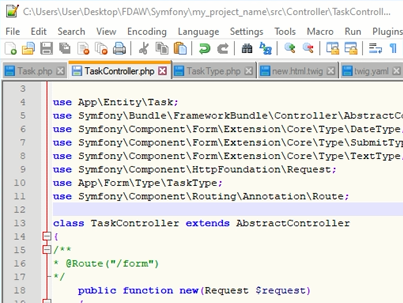 C:\Users\User\Desktop\FDAW\Symfony\my_project_name\src\Controller\TaskControll...
File Edit Search View Encoding Language Settings Tools Macro Run Plugins
Task.php TaskController.php TaskType.php new.html.twig twig.yaml
3
4 use App\Entity\Task;
5 use Symfony\Bundle\FrameworkBundle\Controller\AbstractCo
6 use Symfony\Component\Form\Extension\Core\Type\DateType
7 use Symfony\Component\Form\Extension\Core\Type\SubmitTy
8 use Symfony\Component\Form\Extension\Core\Type\TextType
9 use Symfony\Component\HttpFoundation\Request;
10 use App\Form\Type\TaskType;
11 use Symfony\Component\Routing\Annotation\Route;
12
13 class TaskController extends AbstractController
14 {
15 /**
16 * @Route("/form")
17 */
18 public function new(Request $request)